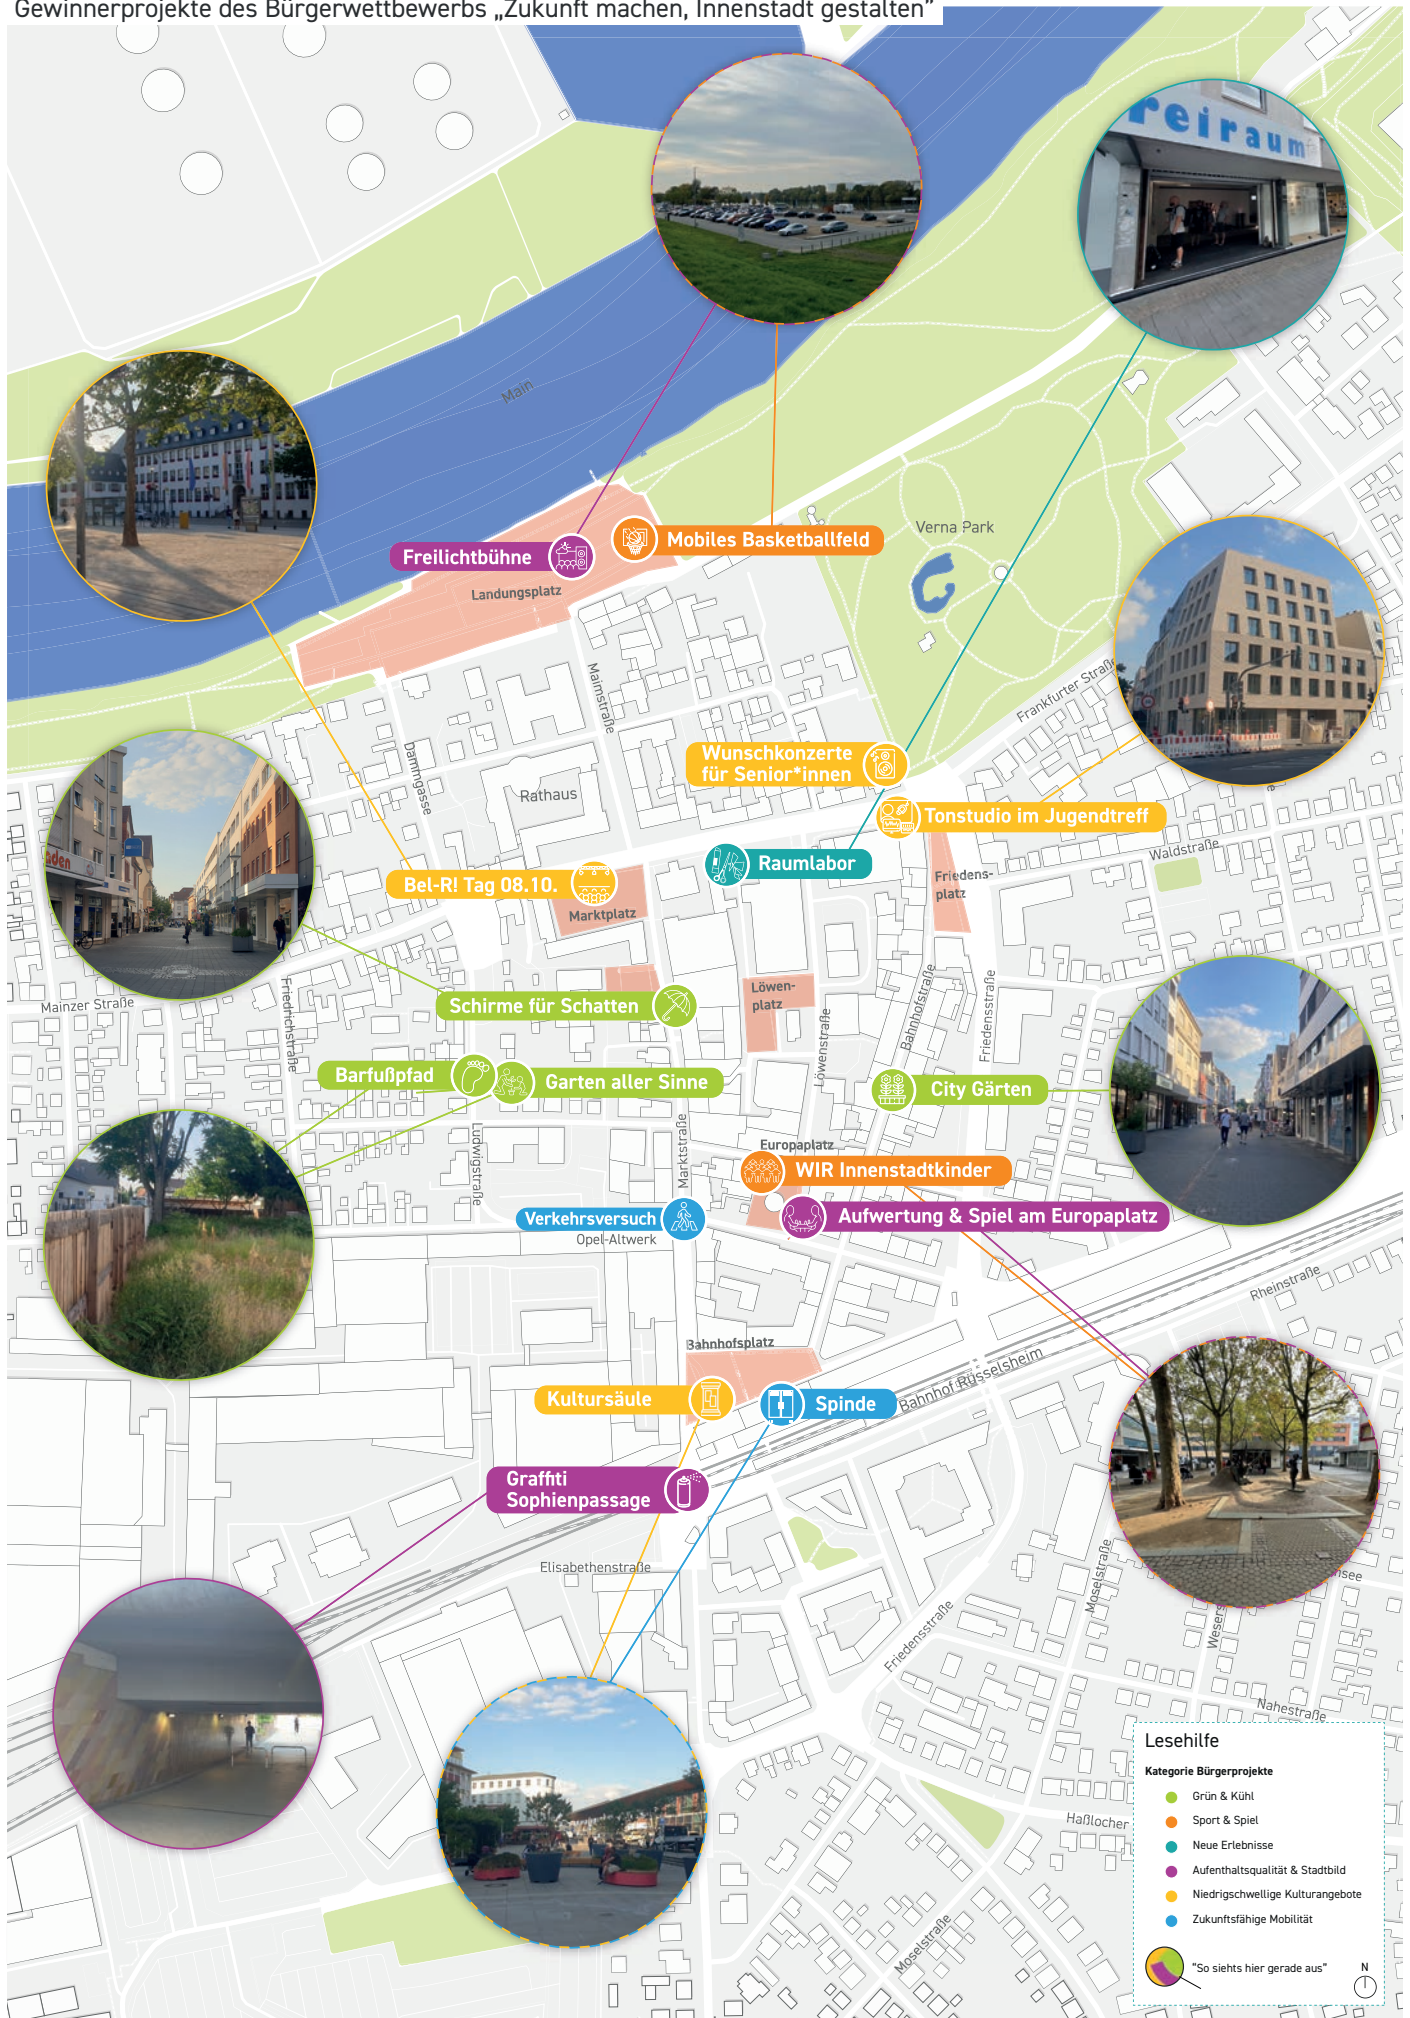 Gewinnerprojekte des Bürgerwettbewerbs „Zukunft machen, Innenstadt gestalten”
reiraum
Main
Verna Park
Mobiles Basketballfeld
Freilichtbühne
Landungsplatz
Maimstraße
Frankfurter Straße
Dammgasse
Wunschkonzerte
für Senior*innen
Rathaus
Tonstudio im Jugendtreff
Waldstraße
Raumlabor
aden
Bel-R! Tag 08.10.
Friedens-
platz
Marktplatz
Löwen-
platz
Mainzer Straße
Friedrichstraße
Schirme für Schatten
Bahnhofstraße
Friedensstraße
Löwenstraße
Barfußpfad
Garten aller Sinne
City Gärten
Ludwigstraße
Marktstraße
Europaplatz
WIR Innenstadtkinder
Verkehrsversuch
Aufwertung & Spiel am Europaplatz
Opel-Altwerk
Rheinstraße
Bahnhofsplatz
Bahnhof Rüsselsheim
Kultursäule
Spinde
Graffiti
Sophienpassage
Elisabethenstraße
Moselstraße
nsee
Friedensstraße
Wesers
Nahestraße
Haßlocher
Moselstraße
Lesehilfe
Kategorie Bürgerprojekte
Grün & Kühl
Sport & Spiel
Neue Erlebnisse
Aufenthaltsqualität & Stadtbild
Niedrigschwellige Kulturangebote
Zukunftsfähige Mobilität
"So siehts hier gerade aus"
N